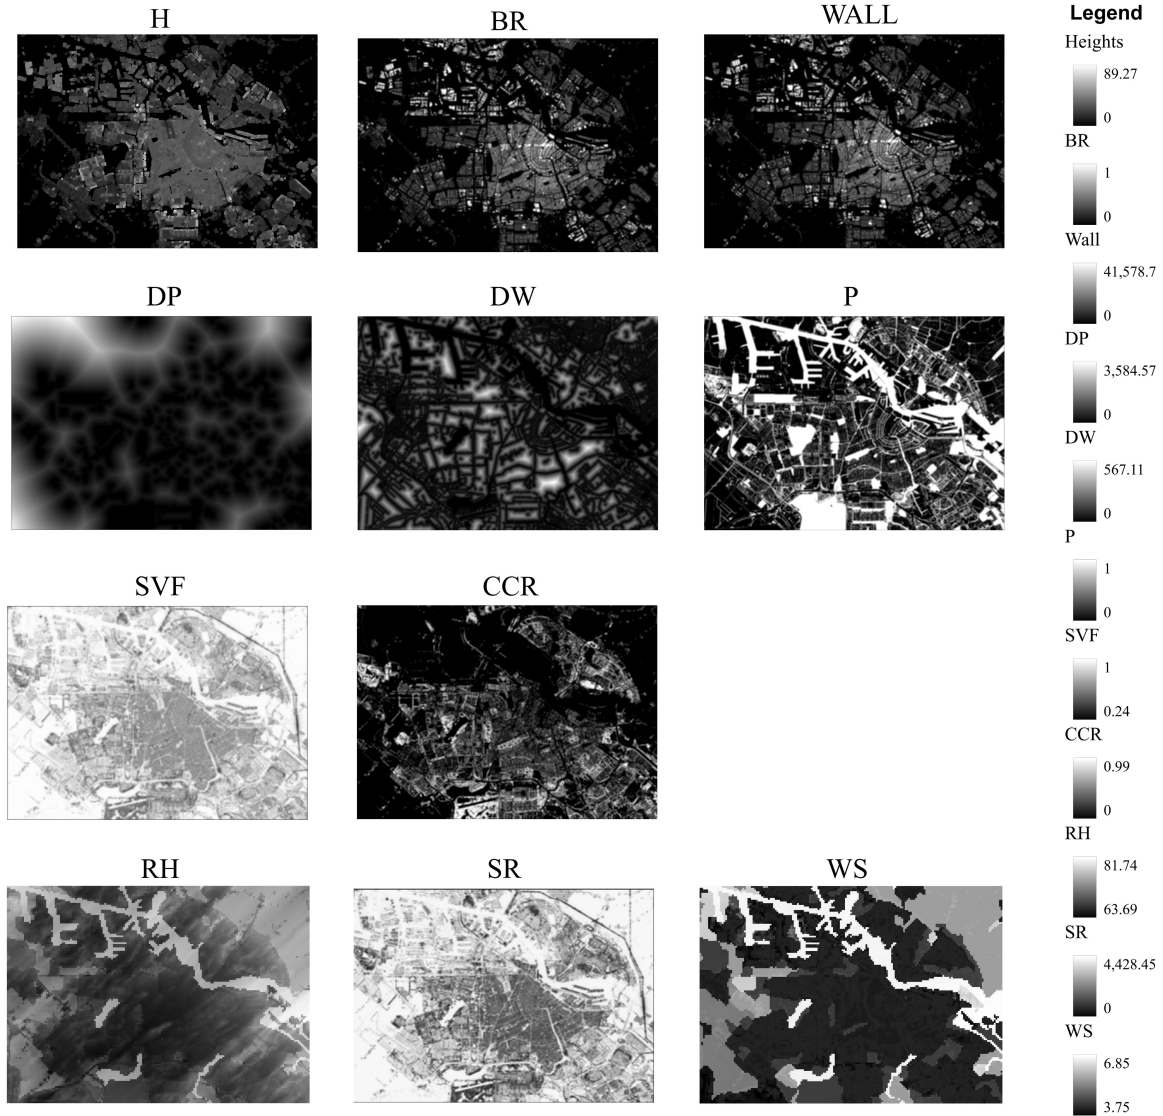 H
BR
WALL
DP
DW
P
SVF
CCR
RH
SR
WS
Legend
Heights
89.27
0
BR
1
0
Wall
41,578.7
0
DP
3,584.57
0
DW
567.11
0
P
1
0
SVF
1
0.24
CCR
0.99
0
RH
81.74
63.69
SR
4,428.45
0
WS
6.85
3.75